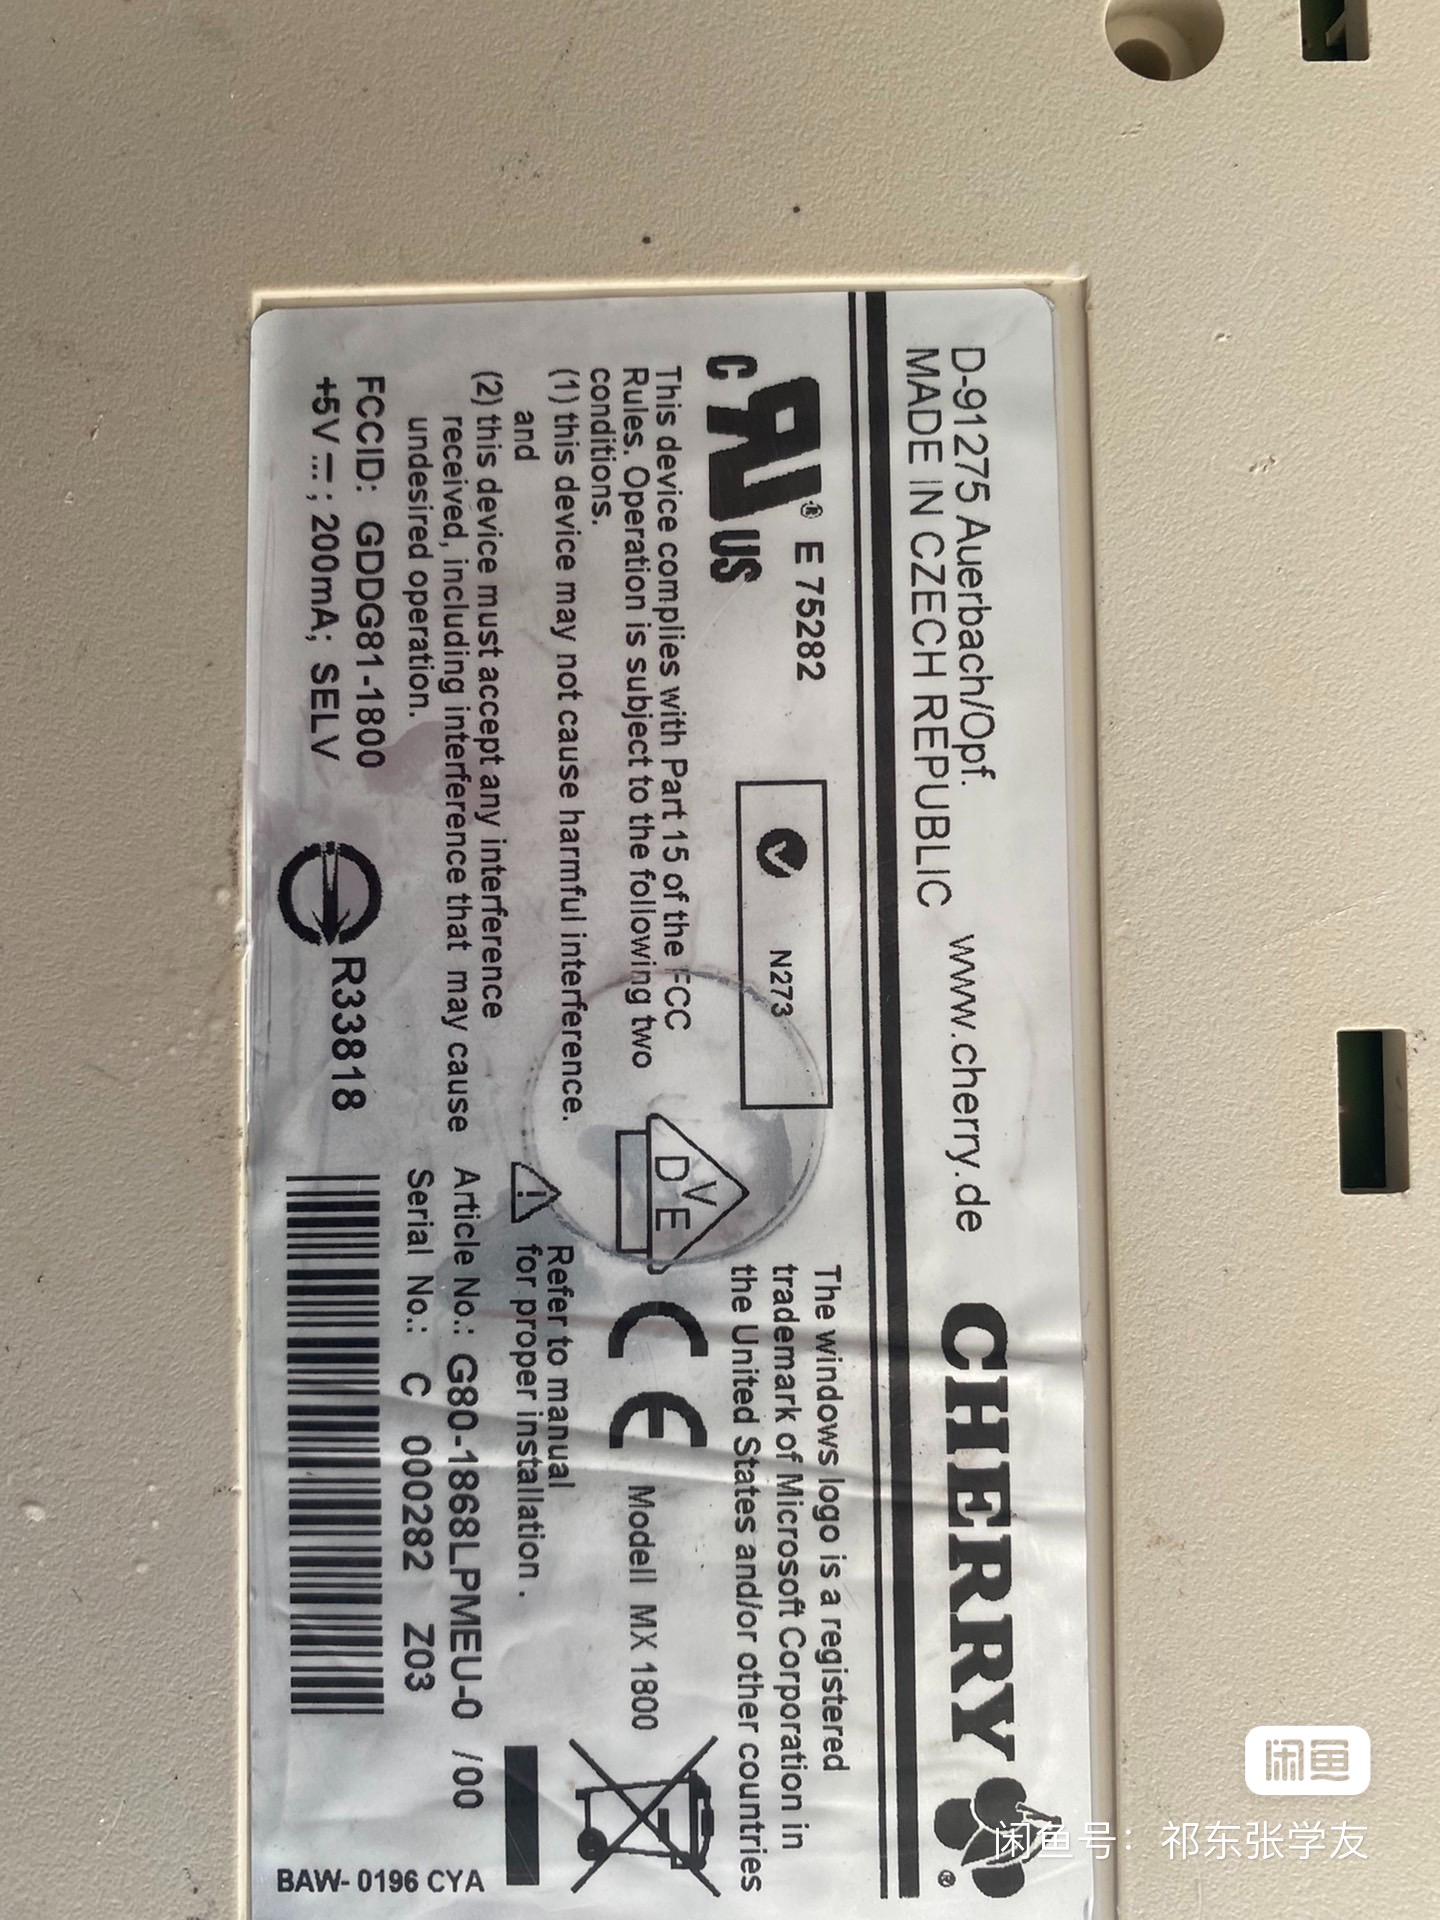 D-91275 Auerbach/Opf. www.cherry.de CHERRY ®
MADE IN CZECH REPUBLIC
® E 75282
C US
N273
The windows logo is a registered
trademark of Microsoft Corporation in
the United States and/or other countries
This device complies with Part 15 of the FCC
Rules. Operation is subject to the following two
conditions.
(1) this device may not cause harmful interference.
and
(2) this device must accept any interference
received, including interference that may cause
undesired operation.
VDE
CE
Modell MX 1800
Refer to manual
for proper installation .
FCCID: GDDG81-1800
+5V ⎓ ; 200mA; SELV
R33818
Article No.: G80-1868LPMEU-0 /00
Serial No.: C 000282 Z03
BAW- 0196 CYA
闲鱼
闲鱼号：祁东张学友